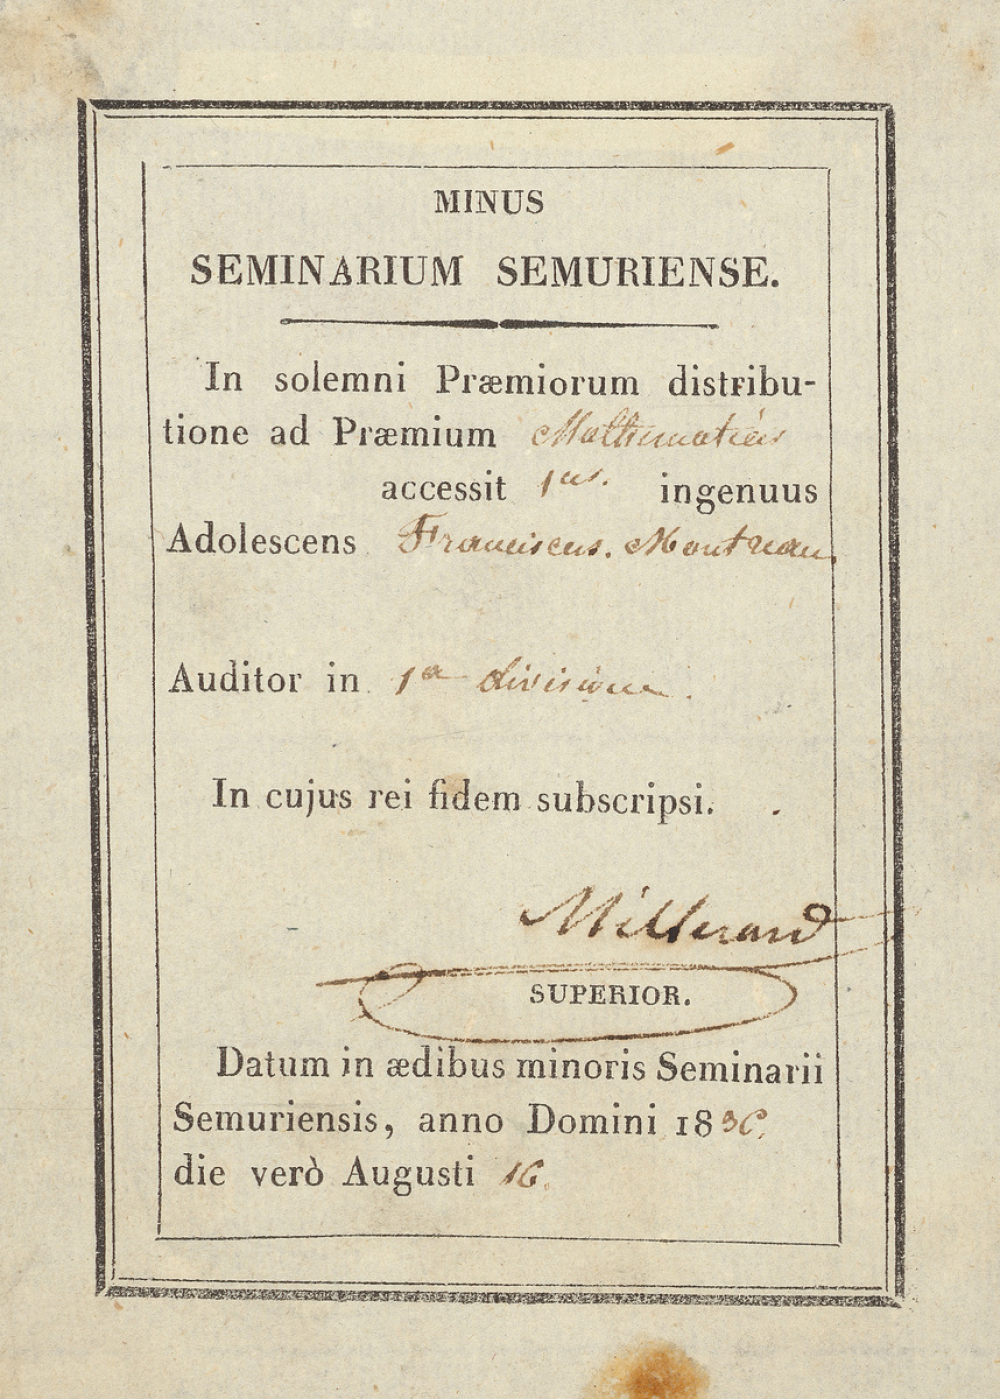 MINUS
SEMINARIUM SEMURIENSE.
In solemni Præmiorum distribu-
tione ad Præmium Mathematices
accessit 1us. ingenuus
Adolescens Franciscus. Montreau
Auditor in 1a divisione.
In cujus rei fidem subscripsi.
Millerand
SUPERIOR.
Datum in ædibus minoris Seminarii
Semuriensis, anno Domini 1836.
die verò Augusti 16.